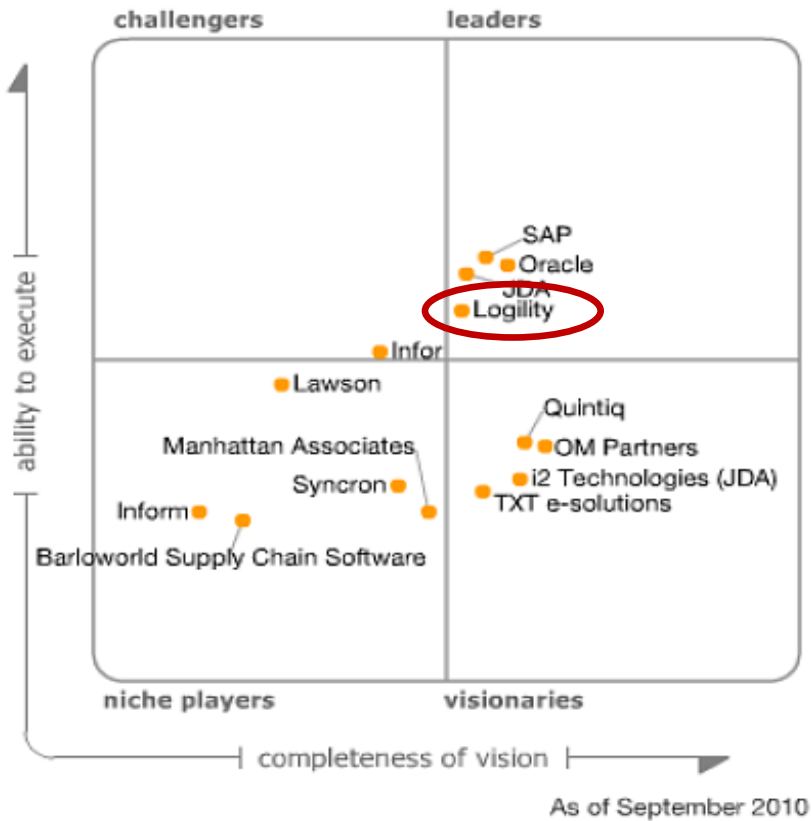 challengers
leaders
ability to execute
SAP
Oracle
JDA
Logility
Infor
Lawson
Quintiq
Manhattan Associates
OM Partners
Syncron
i2 Technologies (JDA)
TXT e-solutions
Inform
Barloworld Supply Chain Software
niche players
visionaries
completeness of vision
As of September 2010